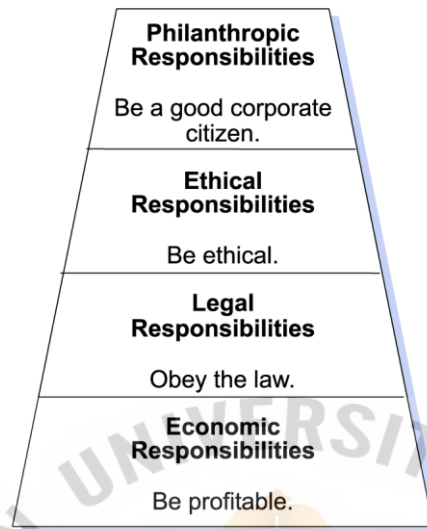 Philanthropic
Responsibilities
Be a good corporate
citizen.
Ethical
Responsibilities
Be ethical.
Legal
Responsibilities
Obey the law.
Economic
Responsibilities
Be profitable.